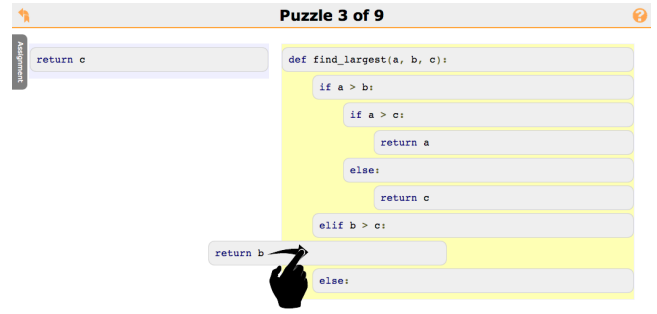 Puzzle 3 of 9
?
Assignment
return c
def find_largest(a, b, c):
if a > b:
if a > c:
return a
else:
return c
elif b > c:
return b
else: